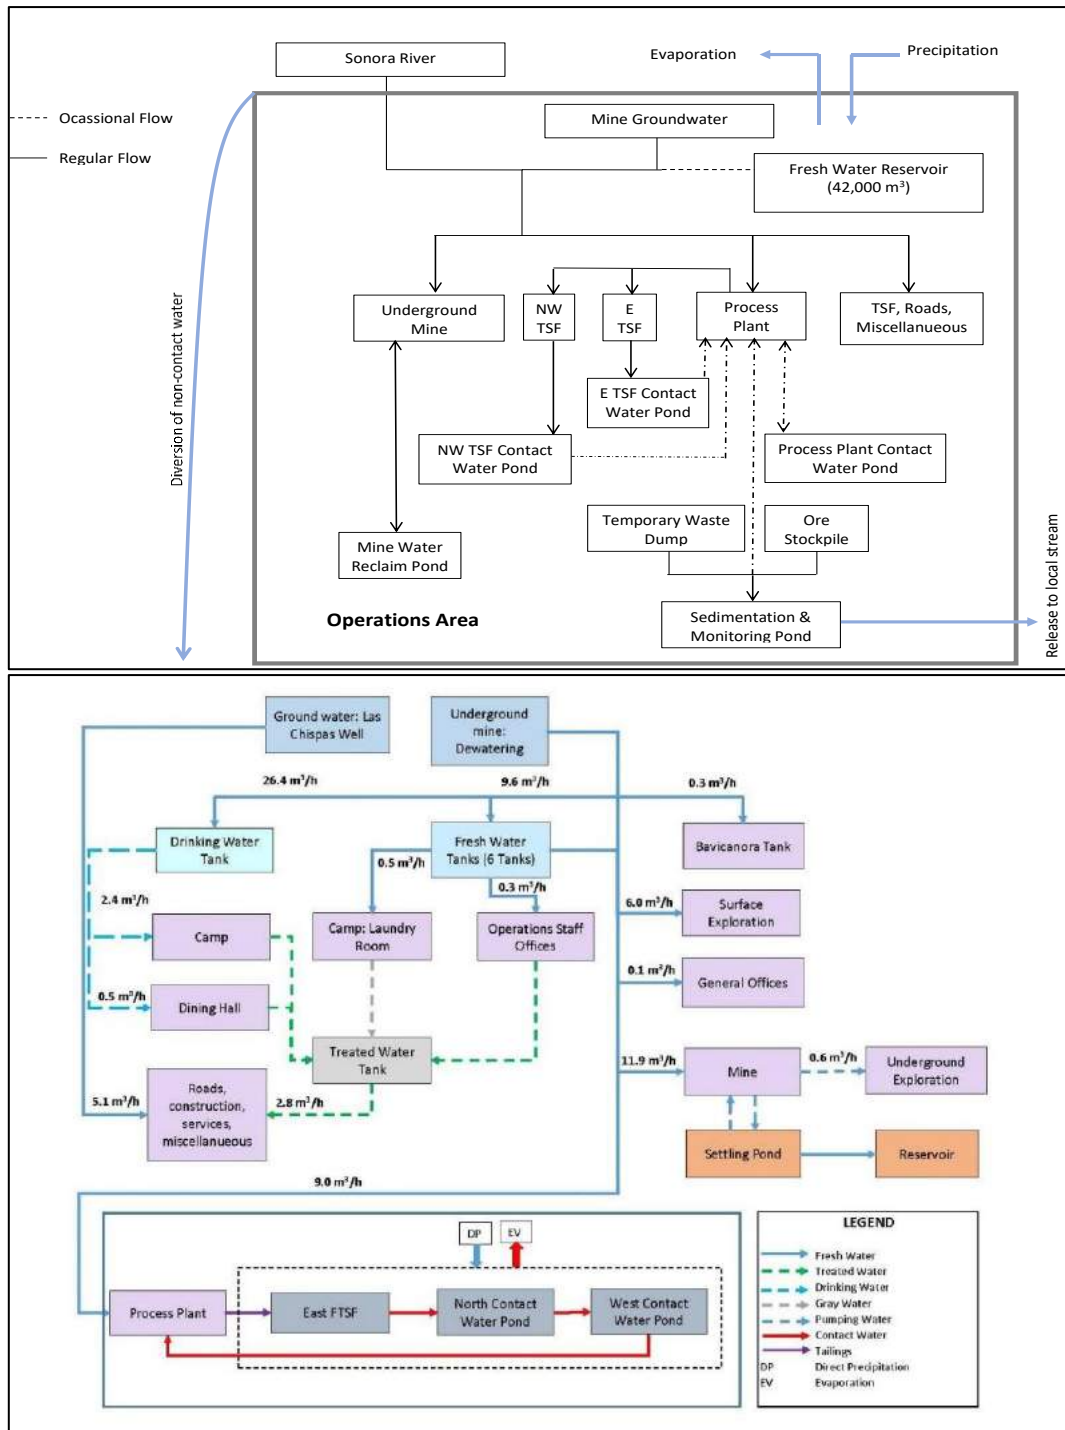 Sonora River
Evaporation
Precipitation
Ocassional Flow
Regular Flow
Mine Groundwater
Fresh Water Reservoir
(42,000 m³)
Diversion of non-contact water
Underground
Mine
NW
TSF
E
TSF
Process
Plant
TSF, Roads,
Miscellanueous
E TSF Contact
Water Pond
NW TSF Contact
Water Pond
Process Plant Contact
Water Pond
Temporary Waste
Dump
Ore
Stockpile
Mine Water
Reclaim Pond
Operations Area
Sedimentation &
Monitoring Pond
Release to local stream
Ground water: Las
Chispas Well
Underground
mine:
Dewatering
26.4 m³/h
9.6 m³/h
0.3 m³/h
Drinking Water
Tank
Fresh Water
Tanks (6 Tanks)
Bavicanora Tank
0.5 m³/h
0.3 m³/h
2.4 m³/h
6.0 m³/h
Surface
Exploration
Camp
Camp: Laundry
Room
Operations Staff
Offices
0.1 m³/h
General Offices
0.5 m³/h
Dining Hall
Treated Water
Tank
11.9 m³/h
Mine
0.6 m³/h
Underground
Exploration
5.1 m³/h
Roads,
construction,
services,
miscellanueous
2.8 m³/h
Settling Pond
Reservoir
9.0 m³/h
DP
EV
Process Plant
East FTSF
North Contact
Water Pond
West Contact
Water Pond
LEGEND
Fresh Water
Treated Water
Drinking Water
Gray Water
Pumping Water
Contact Water
Tailings
DP Direct Precipitation
EV Evaporation